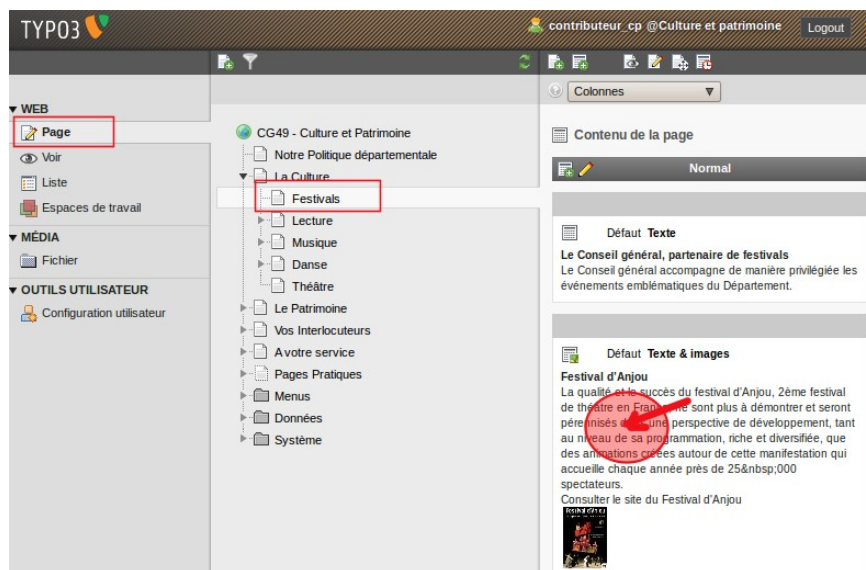 TYPO3
contributeur_cp @Culture et patrimoine
Logout
WEB
Page
Voir
Liste
Espaces de travail
MÉDIA
Fichier
OUTILS UTILISATEUR
Configuration utilisateur
CG49 - Culture et Patrimoine
Notre Politique départementale
La Culture
Festivals
Lecture
Musique
Danse
Théâtre
Le Patrimoine
Vos Interlocuteurs
A votre service
Pages Pratiques
Menus
Données
Système
Colonnes
Contenu de la page
Normal
Défaut Texte
Le Conseil général, partenaire de festivals
Le Conseil général accompagne de manière privilégiée les
événements emblématiques du Département.
Défaut Texte & images
Festival d'Anjou
La qualité et le succès du festival d'Anjou, 2ème festival
de théâtre en France ne sont plus à démontrer et seront
pérennisés dans une perspective de développement, tant
au niveau de sa programmation, riche et diversifiée, que
des animations créées autour de cette manifestation qui
accueille chaque année près de 25&nbsp;000
spectateurs.
Consulter le site du Festival d'Anjou
Festival d'Anjou